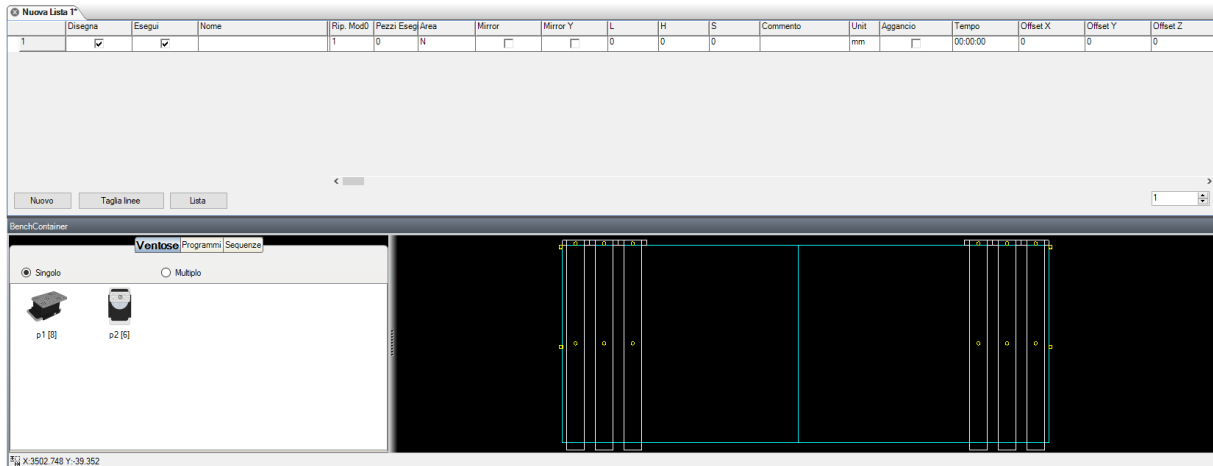 Nuova Lista 1*
Disegna Esegui Nome Rip. Mod0 Pezzi Eseg Area Mirror Mirror Y L H S Commento Unit Aggancio Tempo Offset X Offset Y Offset Z
1 1 0 N 0 0 0 mm 00:00:00 0 0 0
Nuovo Taglia linee Lista 1
BenchContainer
Ventose Programmi Sequenze
Singolo Multiplo
p1 [8] p2 [6]
X:3502.748 Y:-39.352